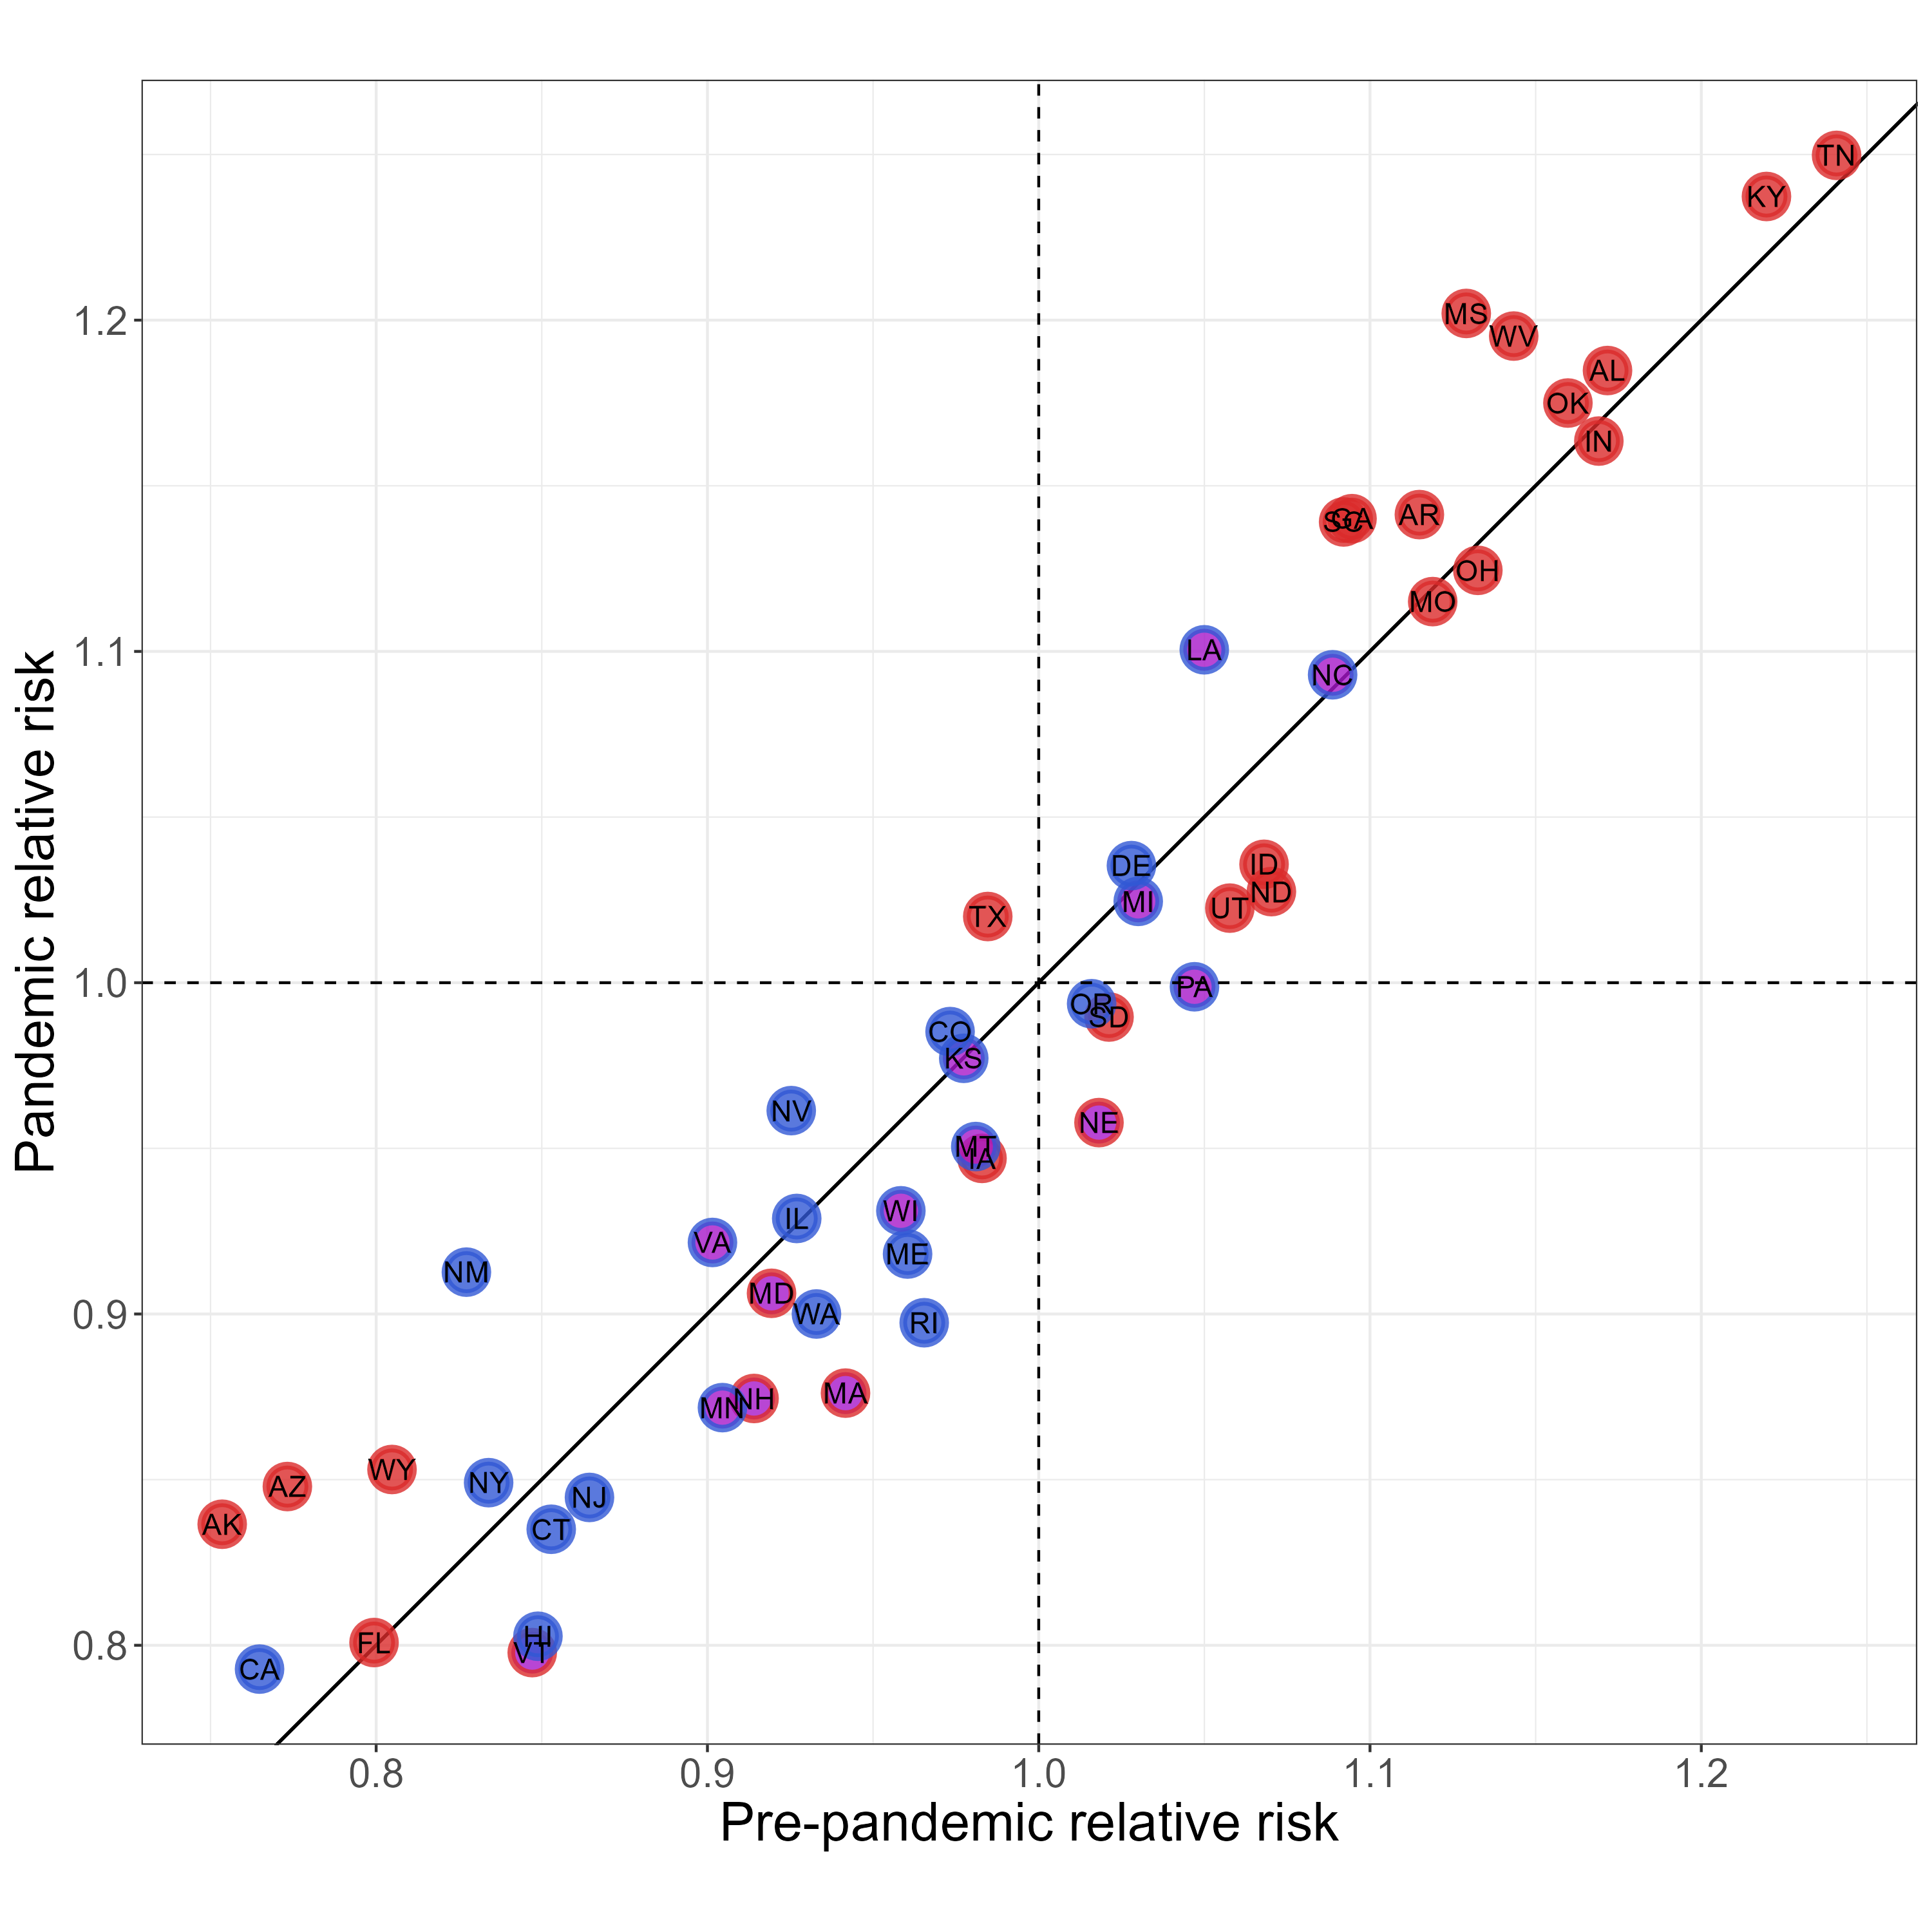 TN
KY
1.2
MS
WV
AL
OK
IN
SC
GA
AR
OH
MO
1.1
LA
NC
DE
ID
MI
ND
UT
TX
1.0
PA
OR
SD
CO
KS
NV
NE
MT
IA
WI
IL
VA
ME
NM
MD
0.9
WA
RI
MN
NH
MA
WY
AZ
NY
NJ
AK
CT
0.8
FL
HI
VT
CA
0.8 0.9 1.0 1.1 1.2
Pre-pandemic relative risk
Pandemic relative risk